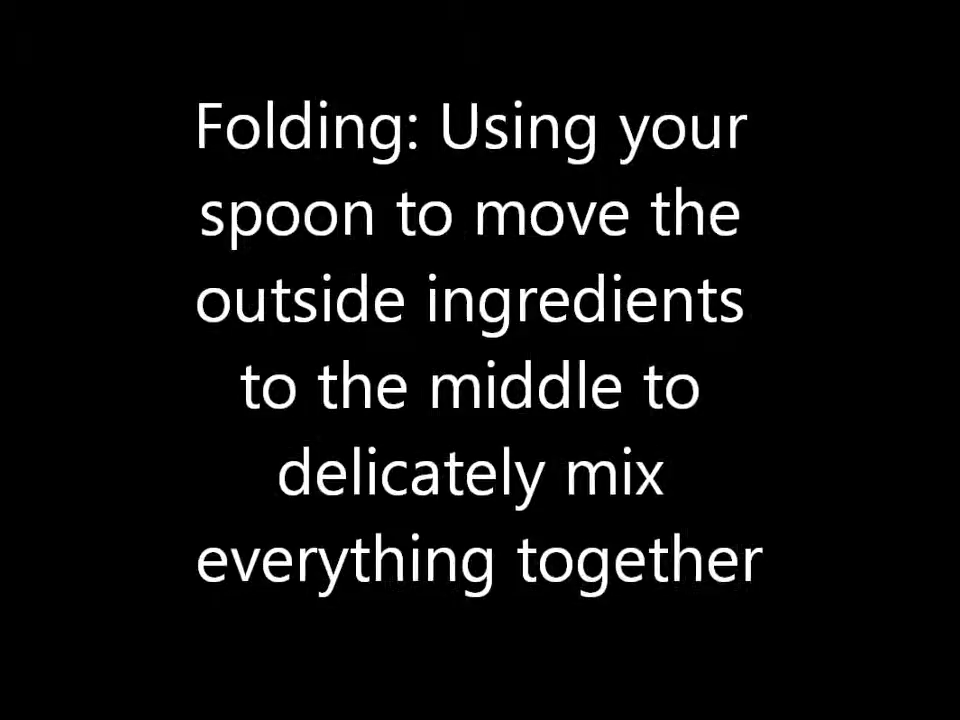 Folding: Using your
spoon to move the
outside ingredients
to the middle to
delicately mix
everything together